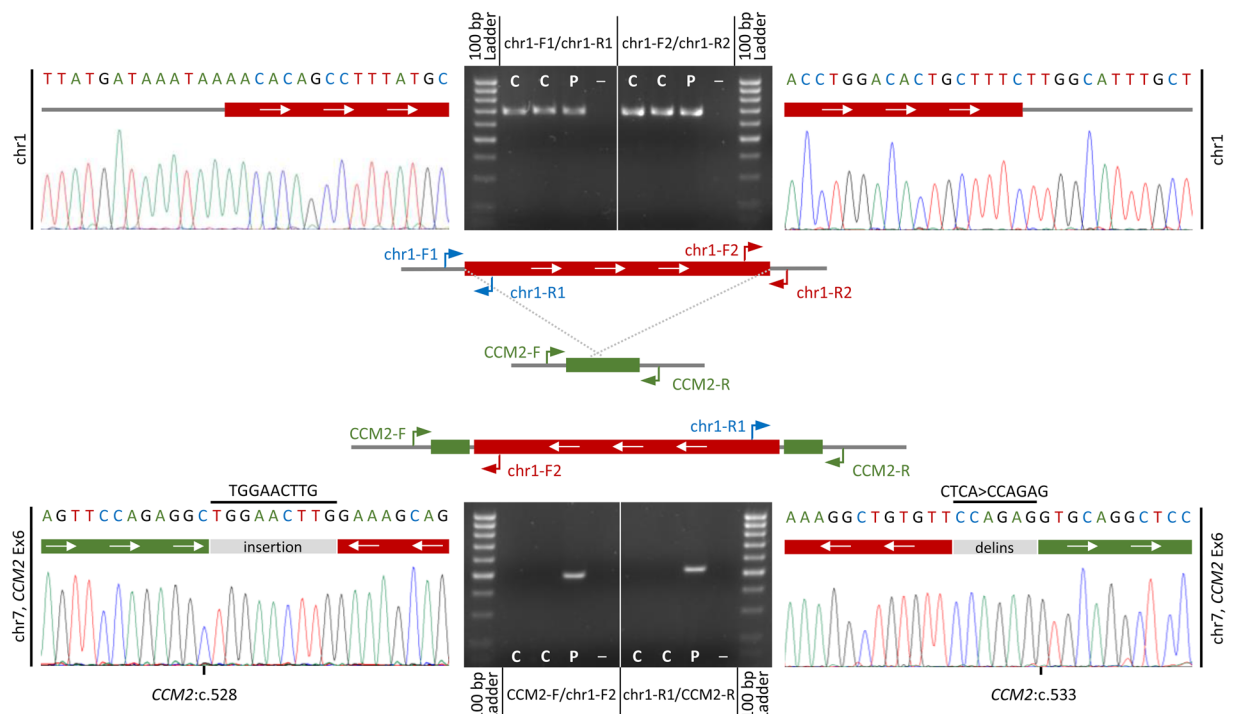 100 bp
Ladder
chr1-F1/chr1-R1
chr1-F2/chr1-R2
100 bp
Ladder
C C P – C C P –
chr1
TTATGATAAATAAAACACAGCCTTTATGC
ACCTGGACACTGCTTTCTTGGCATTTGCT
chr1
chr1-F1
chr1-F2
chr1-R1
chr1-R2
CCM2-F
CCM2-R
CCM2-F
chr1-R1
chr1-F2
CCM2-R
TGGAACTTG
CTCA>CCAGAG
chr7, CCM2 Ex6
AGTTCCAGAGGCTGGAACTTGGAAAGCAG
AAAGGCTGTGTTCCAGAGGTGCAGGCTCC
chr7, CCM2 Ex6
insertion
delins
CCM2:c.528
CCM2:c.533
C C P – C C P –
100 bp
Ladder
CCM2-F/chr1-F2
chr1-R1/CCM2-R
100 bp
Ladder